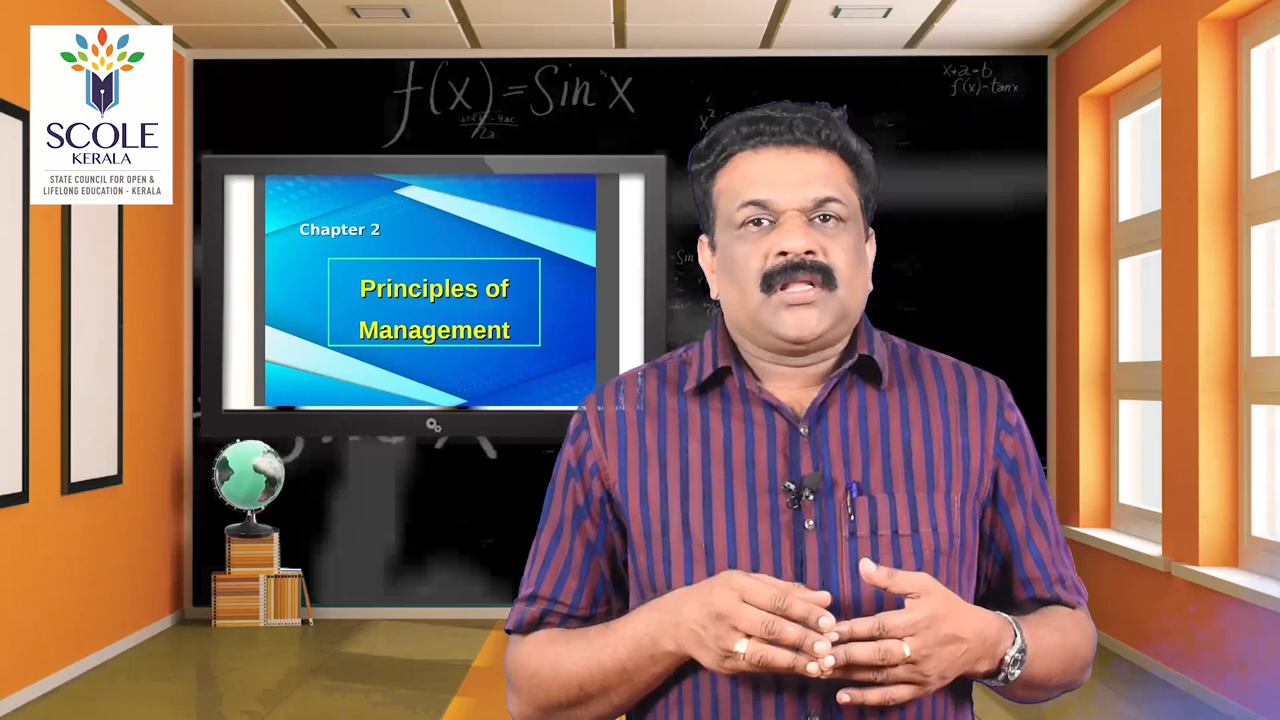 SCOLE
KERALA
STATE COUNCIL FOR OPEN &
LIFELONG EDUCATION - KERALA
f(x)=Sin x
x+a=b
f(x)-tanx
Chapter 2
Principles of
Management